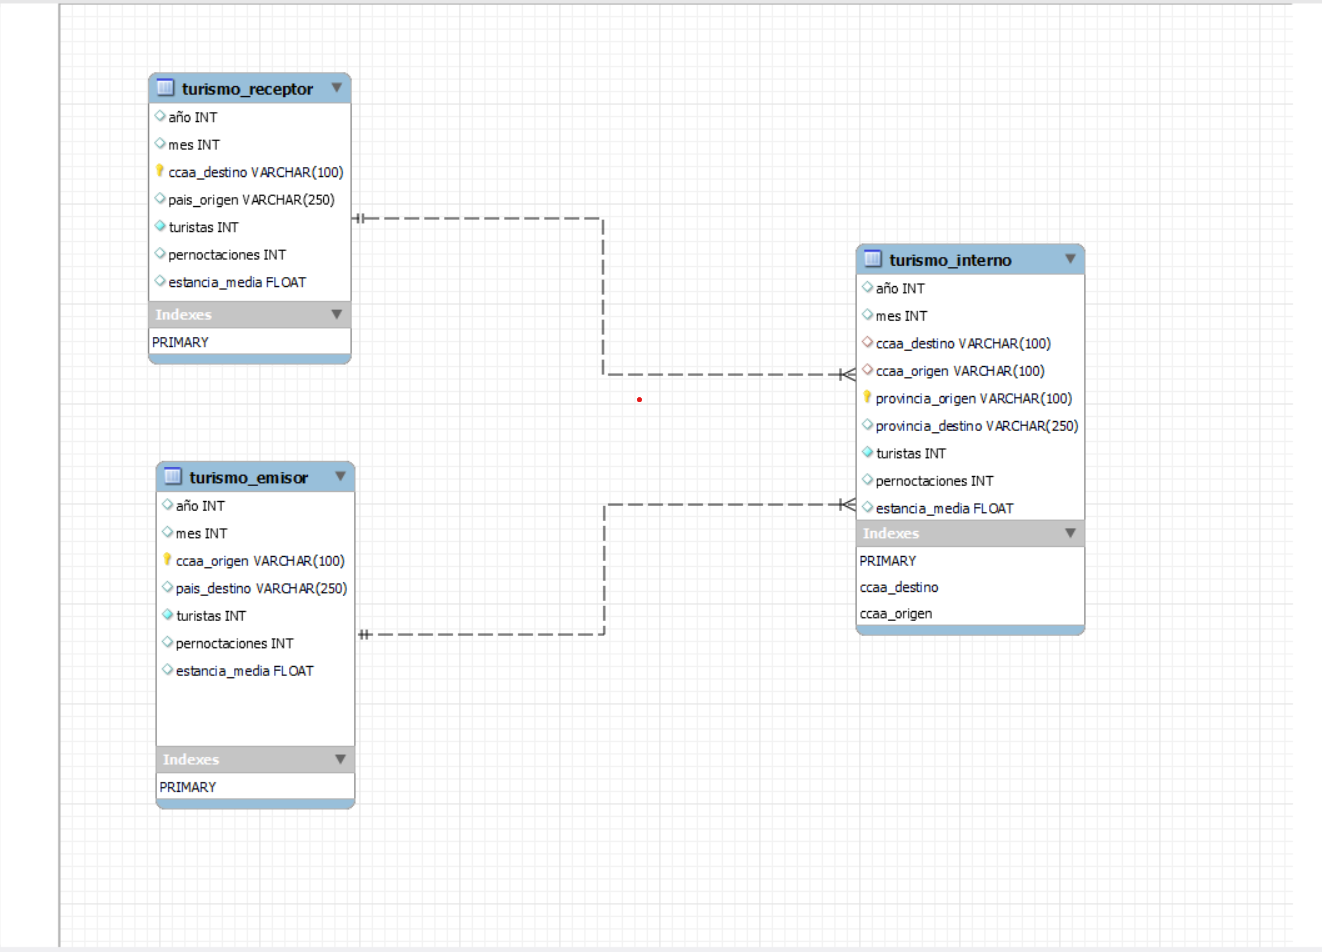 turismo_receptor
año INT
mes INT
ccaa_destino VARCHAR(100)
pais_origen VARCHAR(250)
turistas INT
pernoctaciones INT
estancia_media FLOAT
Indexes
PRIMARY
turismo_interno
año INT
mes INT
ccaa_destino VARCHAR(100)
ccaa_origen VARCHAR(100)
provincia_origen VARCHAR(100)
provincia_destino VARCHAR(250)
turistas INT
pernoctaciones INT
estancia_media FLOAT
Indexes
PRIMARY
ccaa_destino
ccaa_origen
turismo_emisor
año INT
mes INT
ccaa_origen VARCHAR(100)
pais_destino VARCHAR(250)
turistas INT
pernoctaciones INT
estancia_media FLOAT
Indexes
PRIMARY